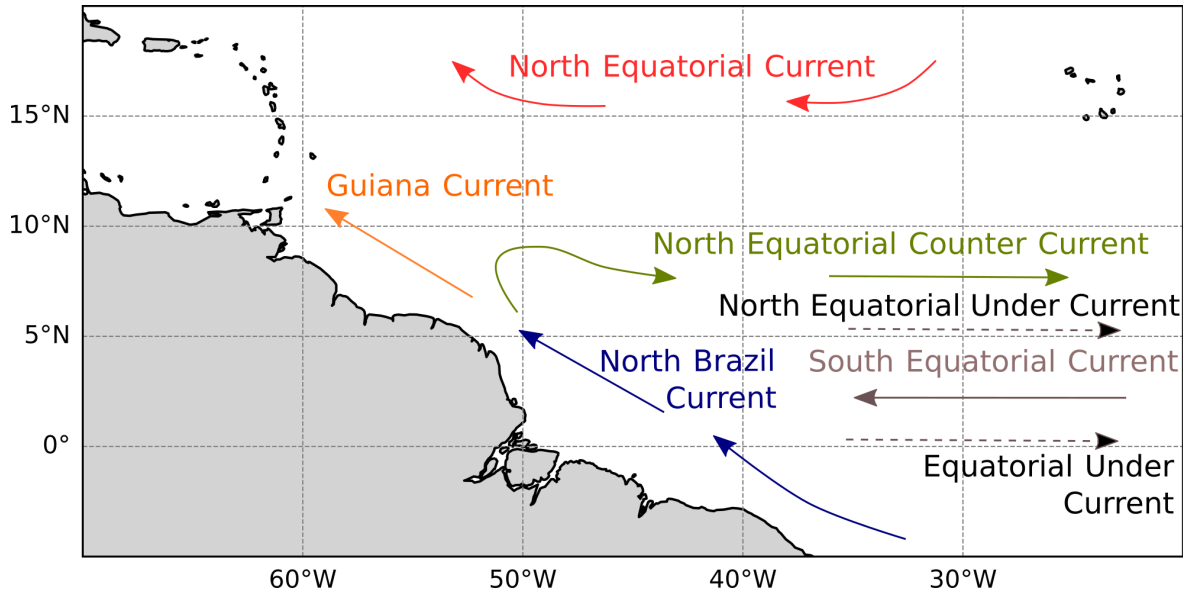 North Equatorial Current
15°N
Guiana Current
10°N
North Equatorial Counter Current
North Equatorial Under Current
5°N
North Brazil
Current
South Equatorial Current
0°
Equatorial Under
Current
60°W
50°W
40°W
30°W